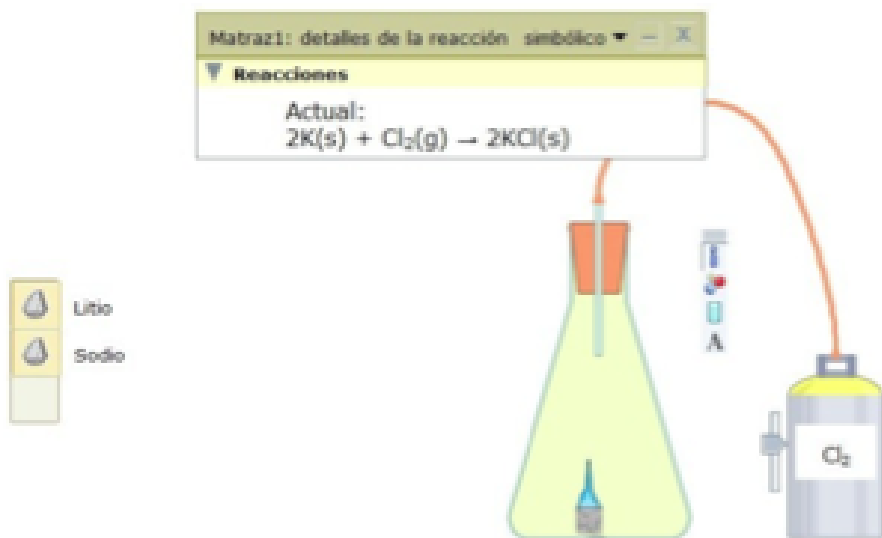 Matraz1: detalles de la reacción simbólico
Reacciones
Actual:
2K(s) + Cl₂(g) → 2KCl(s)
Litio
Sodio
A
Cl₂